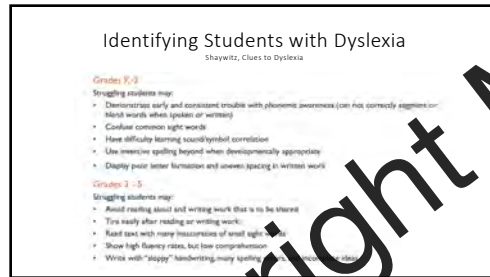 Identifying Students with Dyslexia
Shaywitz, Clues to Dyslexia
Grades K-2
Struggling students may:
• Demonstrate early and consistent trouble with phonemic awareness (can not correctly segment or
blend words when spoken or written)
• Confuse common sight words
• Have difficulty learning sound/symbol correlation
• Use inventive spelling beyond when developmentally appropriate
• Display poor letter formation and uneven spacing in written work
Grades 3 - 5
Struggling students may:
• Avoid reading aloud and writing work that is to be shared
• Tire easily after reading or writing work
• Read text with many inaccuracies of small sight
• Show high fluency rates, but low comprehension
• Write with "sloppy" handwriting, many spelling and incomplete ideas
right